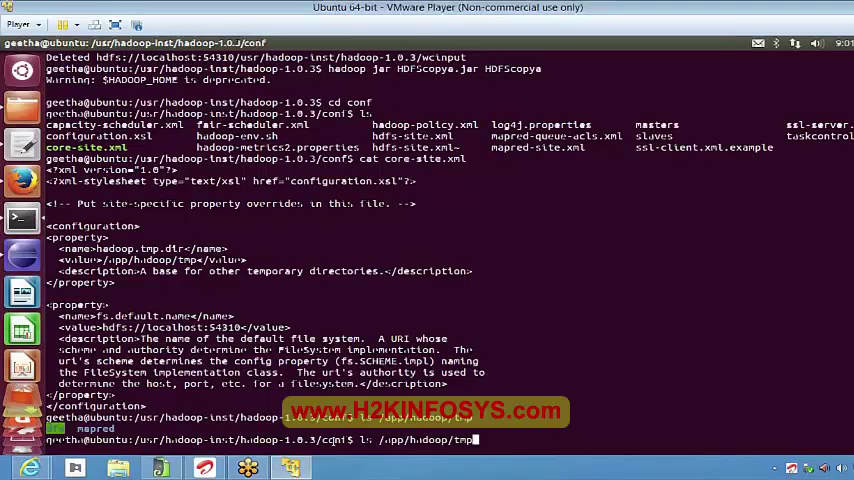 Ubuntu 64-bit - VMware Player (Non-commercial use only)
Player
geetha@ubuntu: /usr/hadoop-inst/hadoop-1.0.3/conf
9:01
Deleted hdfs://localhost:54310/usr/hadoop-inst/hadoop-1.0.3/wcinput
geetha@ubuntu:/usr/hadoop-inst/hadoop-1.0.3$ hadoop jar HDFScopya.jar HDFScopya
Warning: $HADOOP_HOME is deprecated.
geetha@ubuntu:/usr/hadoop-inst/hadoop-1.0.3$ cd conf
geetha@ubuntu:/usr/hadoop-inst/hadoop-1.0.3/conf$ ls
capacity-scheduler.xml fair-scheduler.xml hadoop-policy.xml log4j.properties masters ssl-server.
configuration.xsl hadoop-env.sh hdfs-site.xml mapred-queue-acls.xml slaves taskcontrol
core-site.xml hadoop-metrics2.properties hdfs-site.xml~ mapred-site.xml ssl-client.xml.example
geetha@ubuntu:/usr/hadoop-inst/hadoop-1.0.3/conf$ cat core-site.xml
<?xml version="1.0"?>
<?xml-stylesheet type="text/xsl" href="configuration.xsl"?>
<!-- Put site-specific property overrides in this file. -->
<configuration>
<property>
<name>hadoop.tmp.dir</name>
<value>/app/hadoop/tmp</value>
<description>A base for other temporary directories.</description>
</property>
<property>
<name>fs.default.name</name>
<value>hdfs://localhost:54310</value>
<description>The name of the default file system. A URI whose
scheme and authority determine the FileSystem implementation. The
uri's scheme determines the config property (fs.SCHEME.impl) naming
the FileSystem implementation class. The uri's authority is used to
determine the host, port, etc. for a filesystem.</description>
</property>
</configuration>
geetha@ubuntu:/usr/hadoop-inst/hadoop-1.0.3/conf$ ls /app/hadoop/tmp
www.H2KINFOSYS.com
dfs mapred
geetha@ubuntu:/usr/hadoop-inst/hadoop-1.0.3/conf$ ls /app/hadoop/tmp